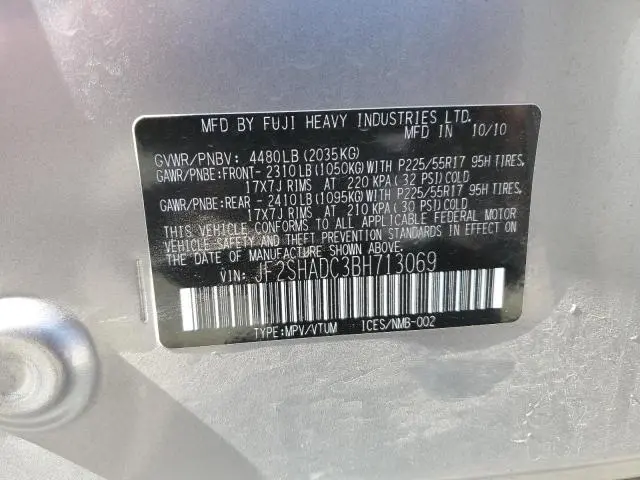 MFD BY FUJI HEAVY INDUSTRIES LTD.
MFD IN 10/10
GVWR/PNBV: 4480LB (2035KG)
GAWR/PNBE:FRONT- 2310LB (1050KG) WITH P225/55R17 95H TIRES,
17X7J RIMS AT 220 KPA (32 PSI) COLD
GAWR/PNBE:REAR - 2410LB (1095KG) WITH P225/55R17 95H TIRES,
17X7J RIMS AT 210 KPA (30 PSI) COLD
THIS VEHICLE CONFORMS TO ALL APPLICABLE FEDERAL MOTOR
VEHICLE SAFETY AND THEFT PREVENTION STANDARDS IN EFFECT ON
THE DATE OF MANUFACTURE SHOWN ABOVE.
VIN: JF2SHADC3BH713069
TYPE:MPV/VTUM ICES/NMB-002